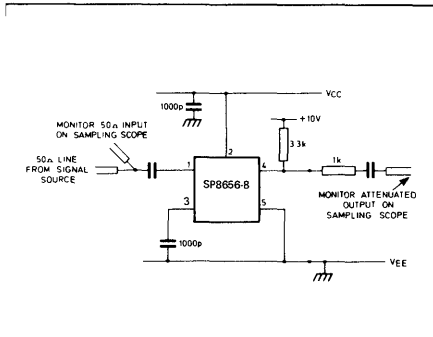 VCC
1000p
+10V
MONITOR 50Ω INPUT
ON SAMPLING SCOPE
3.3k
2
50Ω LINE
FROM SIGNAL
SOURCE
1
4
1k
SP8656-8
MONITOR ATTENUATED
OUTPUT ON
SAMPLING SCOPE
3
5
1000p
VEE